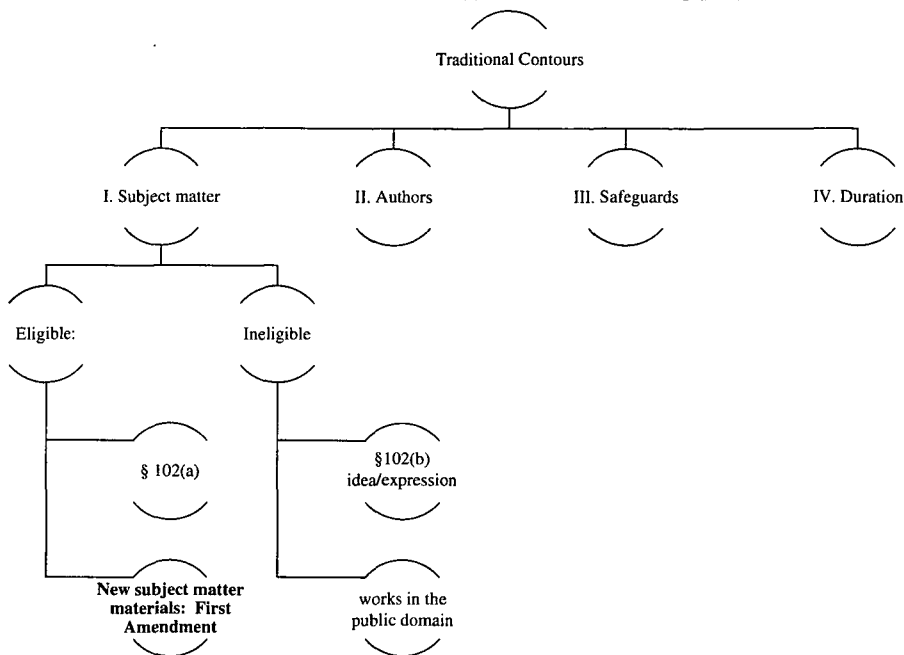 Traditional Contours
I. Subject matter
II. Authors
III. Safeguards
IV. Duration
Eligible:
Ineligible
§ 102(a)
§102(b)
idea/expression
New subject matter
materials: First
Amendment
works in the
public domain